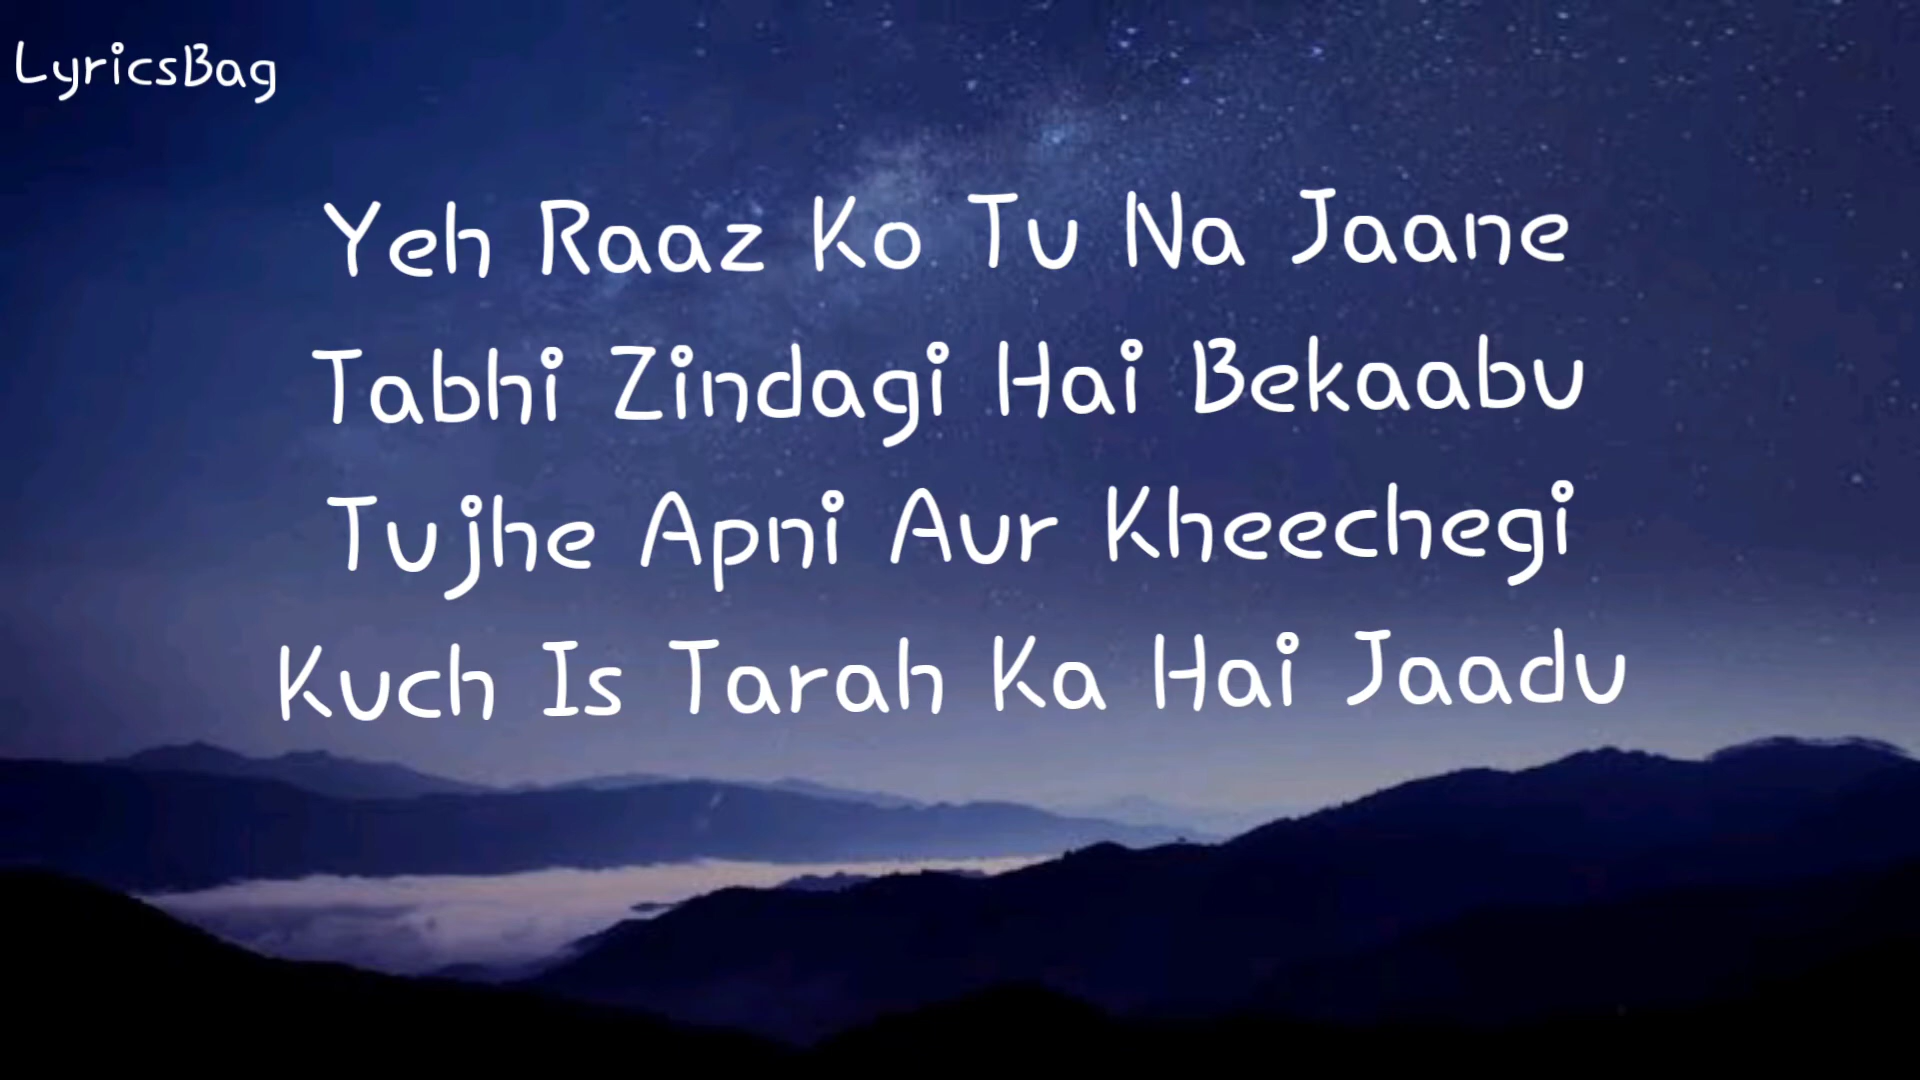 LyricsBag
Yeh Raaz Ko Tu Na Jaane
Tabhi Zindagi Hai Bekaabu
Tujhe Apni Aur Kheechegi
Kuch Is Tarah Ka Hai Jaadu